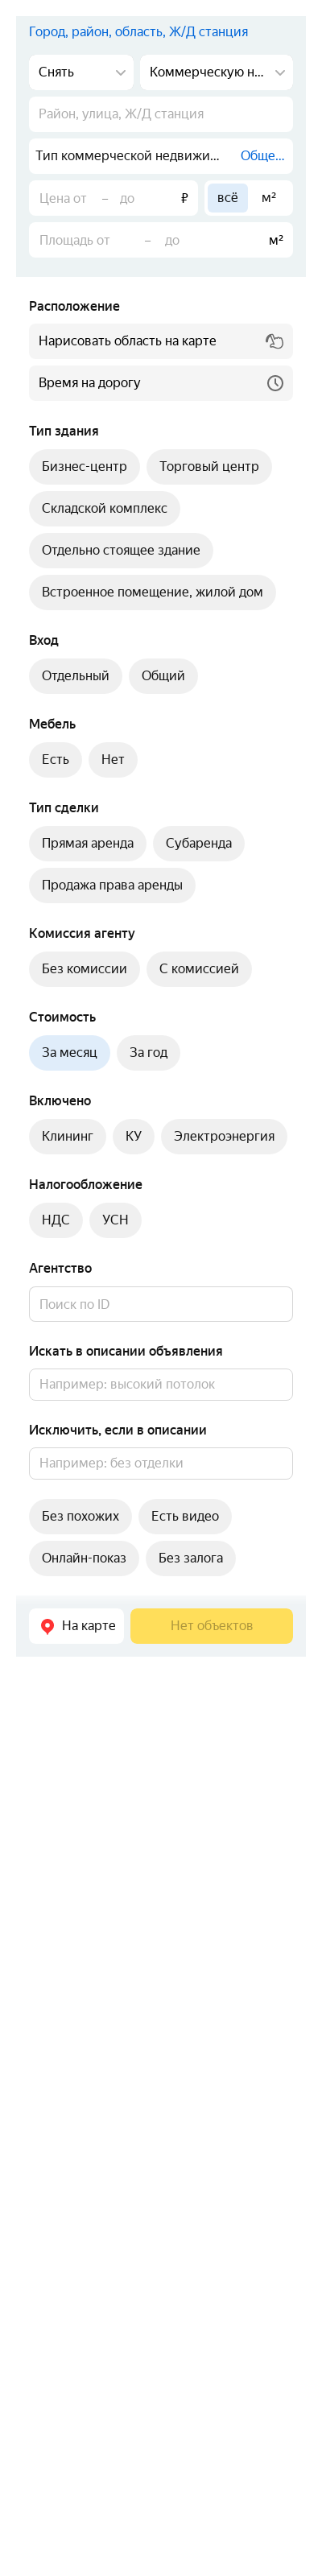 Город, район, область, Ж/Д станция
Снять
Коммерческую н...
Район, улица, Ж/Д станция
Тип коммерческой недвижи...
Обще...
Цена от – до ₽
всё
м²
Площадь от – до м²
Расположение
Нарисовать область на карте
Время на дорогу
Тип здания
Бизнес-центр
Торговый центр
Складской комплекс
Отдельно стоящее здание
Встроенное помещение, жилой дом
Вход
Отдельный
Общий
Мебель
Есть
Нет
Тип сделки
Прямая аренда
Субаренда
Продажа права аренды
Комиссия агенту
Без комиссии
С комиссией
Стоимость
За месяц
За год
Включено
Клининг
КУ
Электроэнергия
Налогообложение
НДС
УСН
Агентство
Поиск по ID
Искать в описании объявления
Например: высокий потолок
Исключить, если в описании
Например: без отделки
Без похожих
Есть видео
Онлайн-показ
Без залога
На карте
Нет объектов